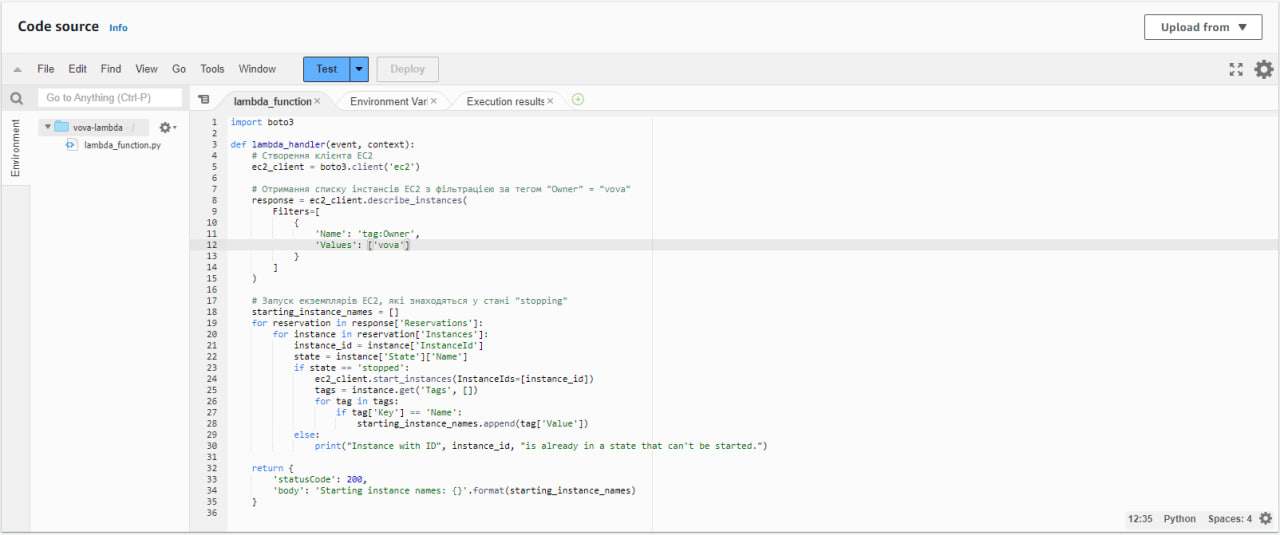 Code source Info
Upload from
File Edit Find View Go Tools Window Test Deploy
Go to Anything (Ctrl-P)
lambda_function Environment Vari Execution results
Environment
vova-lambda /
lambda_function.py
1 import boto3
2
3 def lambda_handler(event, context):
4 # Створення клієнта EC2
5 ec2_client = boto3.client('ec2')
6
7 # Отримання списку інстансів EC2 з фільтрацією за тегом "Owner" = "vova"
8 response = ec2_client.describe_instances(
9 Filters=[
10 {
11 'Name': 'tag:Owner',
12 'Values': ['vova']
13 }
14 ]
15 )
16
17 # Запуск екземплярів EC2, які знаходяться у стані "stopping"
18 starting_instance_names = []
19 for reservation in response['Reservations']:
20 for instance in reservation['Instances']:
21 instance_id = instance['InstanceId']
22 state = instance['State']['Name']
23 if state == 'stopped':
24 ec2_client.start_instances(InstanceIds=[instance_id])
25 tags = instance.get('Tags', [])
26 for tag in tags:
27 if tag['Key'] == 'Name':
28 starting_instance_names.append(tag['Value'])
29 else:
30 print("Instance with ID", instance_id, "is already in a state that can't be started.")
31
32 return {
33 'statusCode': 200,
34 'body': 'Starting instance names: {}'.format(starting_instance_names)
35 }
36
12:35 Python Spaces: 4